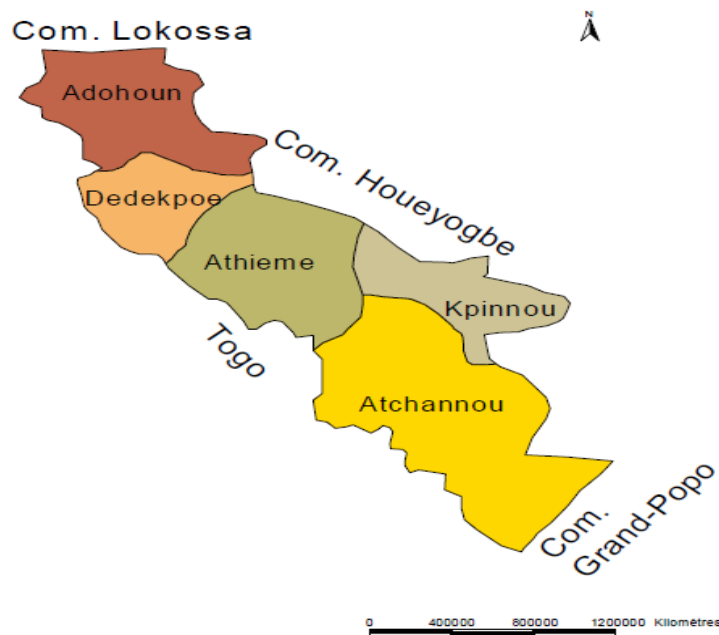 N
Com. Lokossa
Adohoun
Com. Houeyogbe
Dedekpoe
Athieme
Kpinnou
Togo
Atchannou
Com.
Grand-Popo
0 400000 800000 1200000 Kilomètres